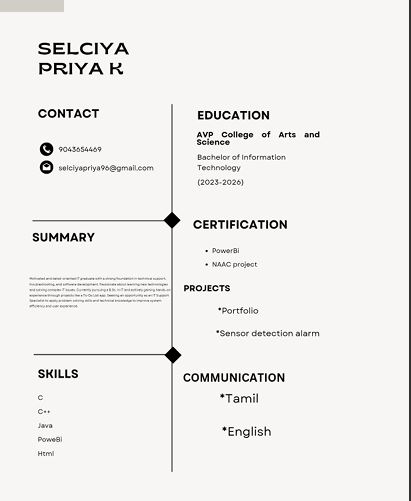 SELCIYA
PRIYA K
CONTACT
9043654469
selciyapriya96@gmail.com
SUMMARY
Motivated and detail-oriented IT graduate with a strong foundation in technical support,
troubleshooting, and software development. Passionate about learning new technologies
and solving complex IT issues. Currently pursuing a B.Sc. in IT and actively gaining hands-on
experience through projects like a To-Do List app. Seeking an opportunity as an IT Support
Specialist to apply problem-solving skills and technical knowledge to improve system
efficiency and user experience.
SKILLS
C
C++
Java
PoweBi
Html
EDUCATION
AVP College of Arts and
Science
Bachelor of Information
Technology
(2023-2026)
CERTIFICATION
• PowerBi
• NAAC project
PROJECTS
*Portfolio
*Sensor detection alarm
COMMUNICATION
*Tamil
*English